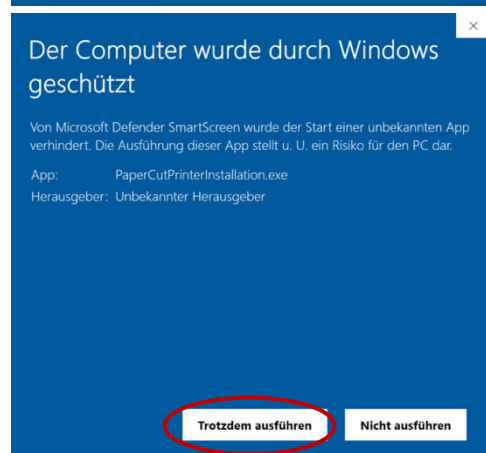 Der Computer wurde durch Windows
geschützt
Von Microsoft Defender SmartScreen wurde der Start einer unbekannten App
verhindert. Die Ausführung dieser App stellt u. U. ein Risiko für den PC dar.
App: PaperCutPrinterInstallation.exe
Herausgeber: Unbekannter Herausgeber
Trotzdem ausführen Nicht ausführen